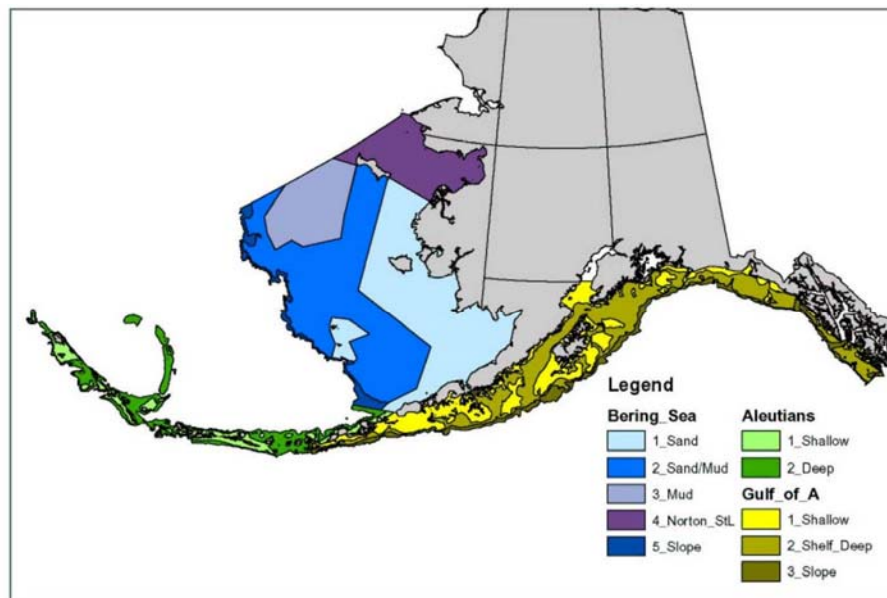 Legend
Bering_Sea
1_Sand
2_Sand/Mud
3_Mud
4_Norton_StL
5_Slope
Aleutians
1_Shallow
2_Deep
Gulf_of_A
1_Shallow
2_Shelf_Deep
3_Slope